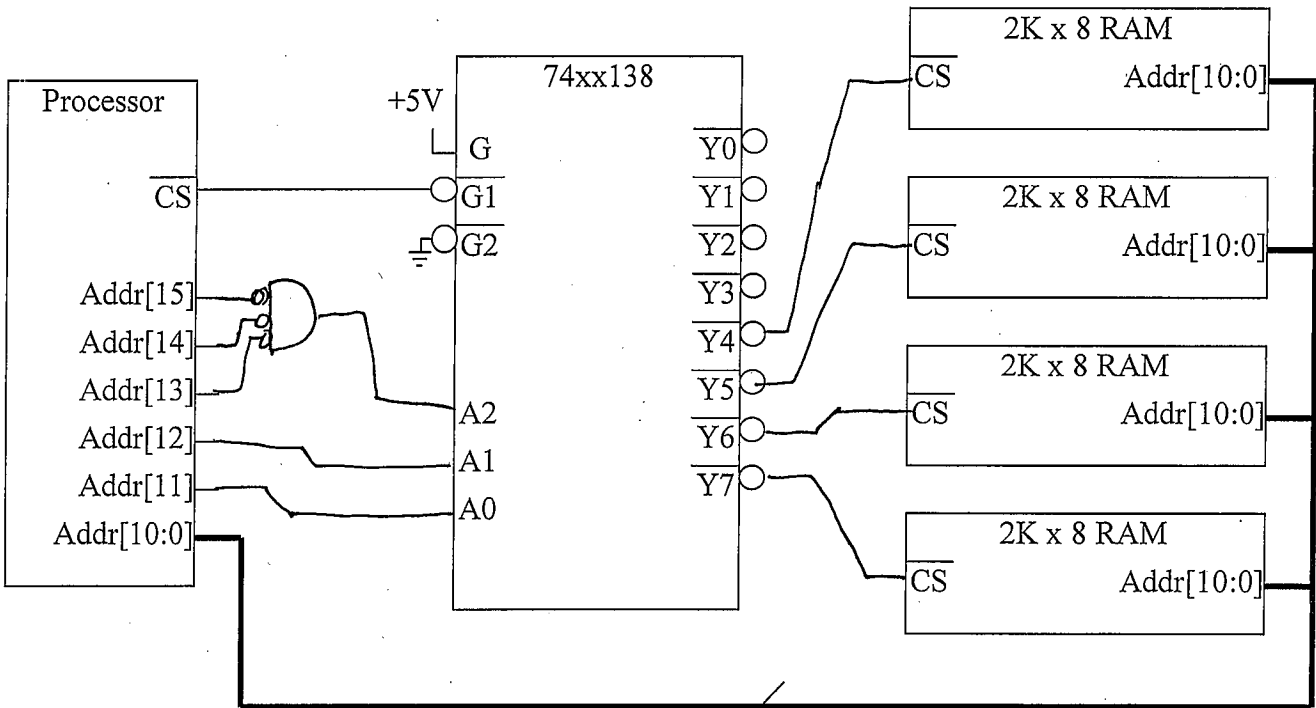 Processor
CS
Addr[15]
Addr[14]
Addr[13]
Addr[12]
Addr[11]
Addr[10:0]
74xx138
+5V
G
G1
G2
A2
A1
A0
Y0
Y1
Y2
Y3
Y4
Y5
Y6
Y7
2K x 8 RAM
CS Addr[10:0]
2K x 8 RAM
CS Addr[10:0]
2K x 8 RAM
CS Addr[10:0]
2K x 8 RAM
CS Addr[10:0]